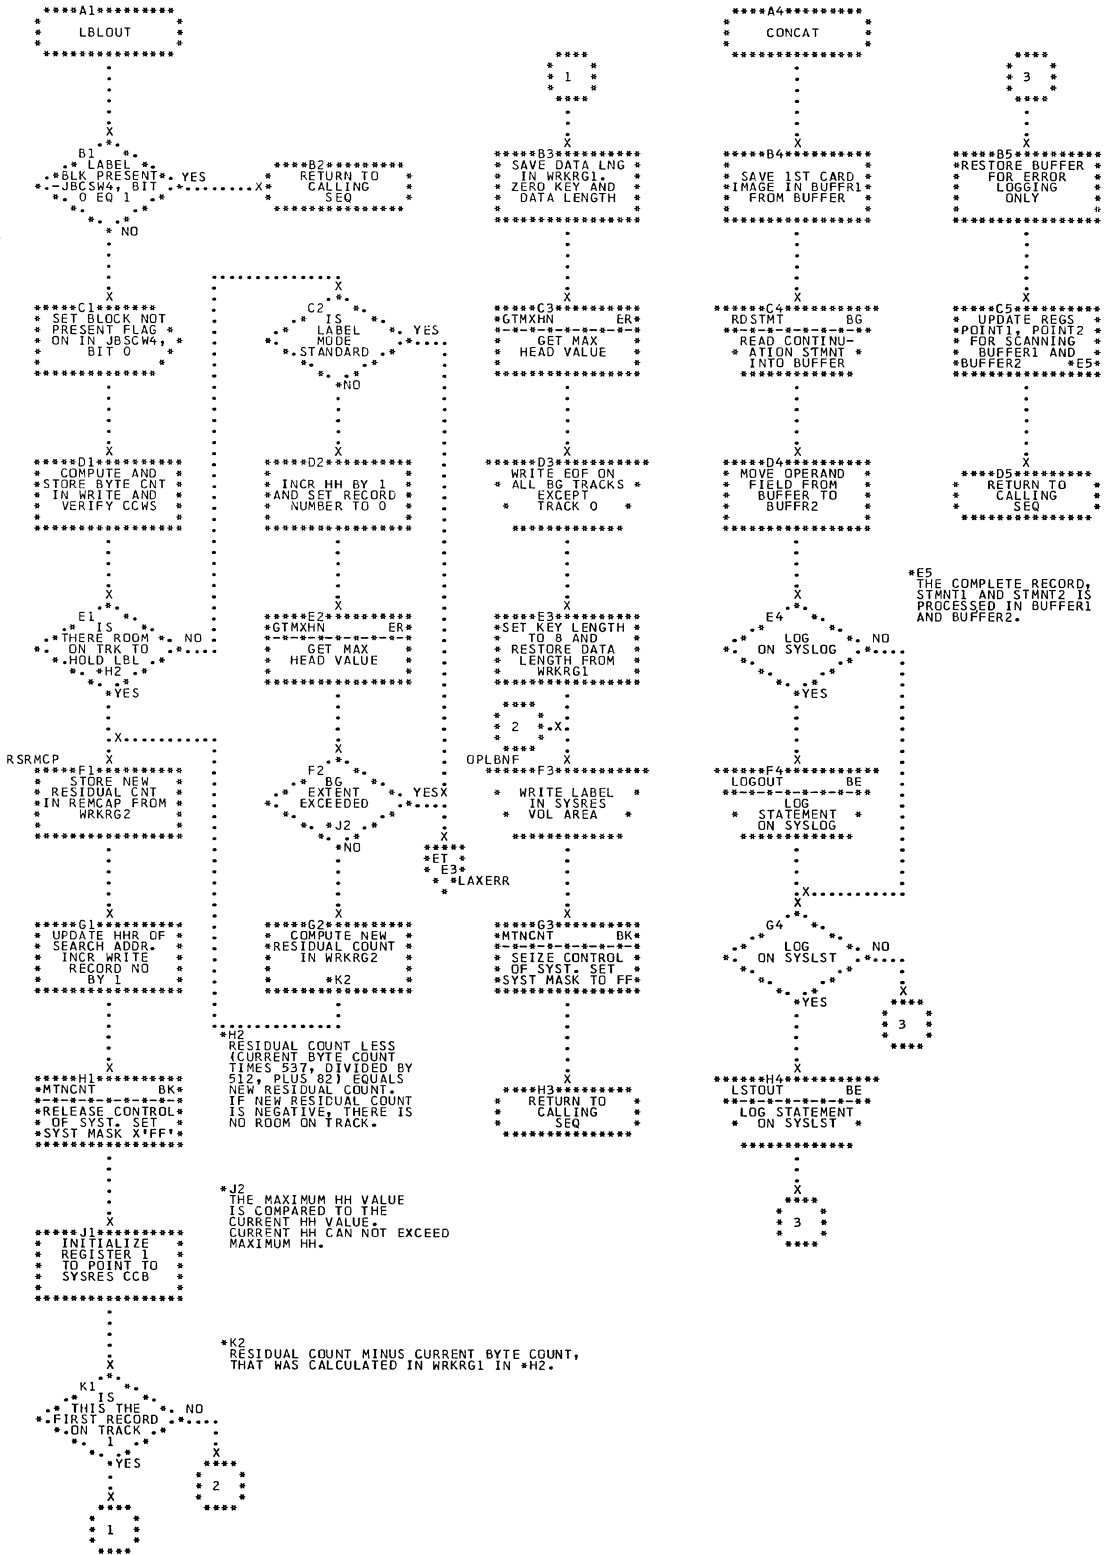 A1
LBLOUT
B1
LABEL
BLK PRESENT
-JBCSW4, BIT
0 EQ 1
YES
NO
B2
RETURN TO
CALLING
SEQ
C1
SET BLOCK NOT
PRESENT FLAG
ON IN JBSCW4,
BIT 0
D1
COMPUTE AND
STORE BYTE CNT
IN WRITE AND
VERIFY CCWS
E1
IS
THERE ROOM
ON TRK TO
HOLD LBL
*H2
NO
YES
RSRMCP
F1
STORE NEW
RESIDUAL CNT
IN REMCAP FROM
WRKRG2
G1
UPDATE HHR OF
SEARCH ADDR.
INCR WRITE
RECORD NO
BY 1
H1
MTNCNT BK
RELEASE CONTROL
OF SYST. SET
SYST MASK X'FF'
J1
INITIALIZE
REGISTER 1
TO POINT TO
SYSRES CCB
K1
IS
THIS THE
FIRST RECORD
ON TRACK
1
NO
YES
2
1
C2
IS
LABEL
MODE
STANDARD
YES
NO
D2
INCR HH BY 1
AND SET RECORD
NUMBER TO 0
E2
GTMXHN ER
GET MAX
HEAD VALUE
F2
BG
EXTENT
EXCEEDED
*J2
YES
NO
ET
E3
LAXERR
G2
COMPUTE NEW
RESIDUAL COUNT
IN WRKRG2
*K2
*H2
RESIDUAL COUNT LESS
(CURRENT BYTE COUNT
TIMES 537, DIVIDED BY
512, PLUS 82) EQUALS
NEW RESIDUAL COUNT.
IF NEW RESIDUAL COUNT
IS NEGATIVE, THERE IS
NO ROOM ON TRACK.
*J2
THE MAXIMUM HH VALUE
IS COMPARED TO THE
CURRENT HH VALUE.
CURRENT HH CAN NOT EXCEED
MAXIMUM HH.
*K2
RESIDUAL COUNT MINUS CURRENT BYTE COUNT,
THAT WAS CALCULATED IN WRKRG1 IN *H2.
1
B3
SAVE DATA LNG
IN WRKRG1.
ZERO KEY AND
DATA LENGTH
C3
GTMXHN ER
GET MAX
HEAD VALUE
D3
WRITE EOF ON
ALL BG TRACKS
EXCEPT
TRACK 0
E3
SET KEY LENGTH
TO 8 AND
RESTORE DATA
LENGTH FROM
WRKRG1
2
OPLBNF
F3
WRITE LABEL
IN SYSRES
VOL AREA
G3
MTNCNT BK
SEIZE CONTROL
OF SYST. SET
SYST MASK TO FF
H3
RETURN TO
CALLING
SEQ
A4
CONCAT
B4
SAVE 1ST CARD
IMAGE IN BUFFR1
FROM BUFFER
C4
RDSTMT BG
READ CONTINU-
ATION STMNT
INTO BUFFER
D4
MOVE OPERAND
FIELD FROM
BUFFER TO
BUFFR2
E4
LOG
ON SYSLOG
NO
YES
F4
LOGOUT BE
LOG
STATEMENT
ON SYSLOG
G4
LOG
ON SYSLST
NO
YES
3
H4
LSTOUT BE
LOG STATEMENT
ON SYSLST
3
3
B5
RESTORE BUFFER
FOR ERROR
LOGGING
ONLY
C5
UPDATE REGS
POINT1, POINT2
FOR SCANNING
BUFFER1 AND
BUFFER2 *E5
D5
RETURN TO
CALLING
SEQ
*E5
THE COMPLETE RECORD,
STMNT1 AND STMNT2 IS
PROCESSED IN BUFFER1
AND BUFFER2.